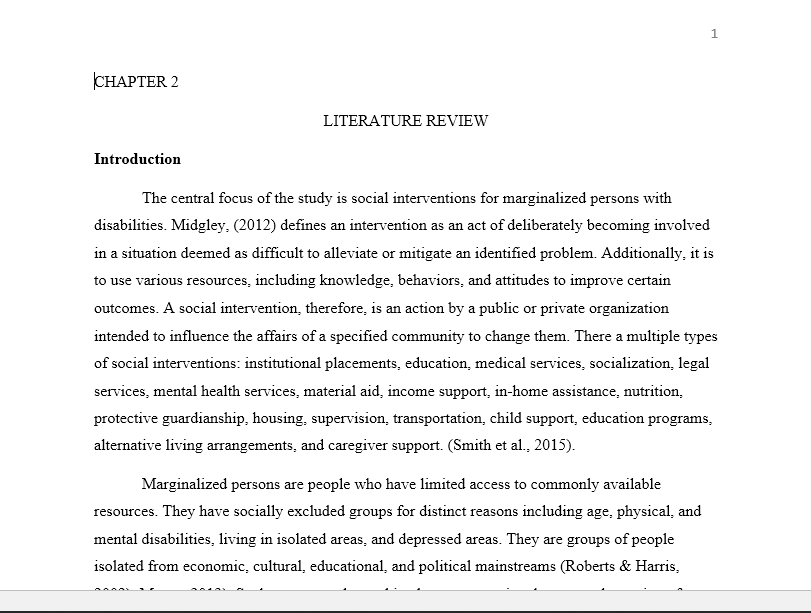 1
CHAPTER 2
LITERATURE REVIEW
Introduction
The central focus of the study is social interventions for marginalized persons with
disabilities. Midgley, (2012) defines an intervention as an act of deliberately becoming involved
in a situation deemed as difficult to alleviate or mitigate an identified problem. Additionally, it is
to use various resources, including knowledge, behaviors, and attitudes to improve certain
outcomes. A social intervention, therefore, is an action by a public or private organization
intended to influence the affairs of a specified community to change them. There a multiple types
of social interventions: institutional placements, education, medical services, socialization, legal
services, mental health services, material aid, income support, in-home assistance, nutrition,
protective guardianship, housing, supervision, transportation, child support, education programs,
alternative living arrangements, and caregiver support. (Smith et al., 2015).
Marginalized persons are people who have limited access to commonly available
resources. They have socially excluded groups for distinct reasons including age, physical, and
mental disabilities, living in isolated areas, and depressed areas. They are groups of people
isolated from economic, cultural, educational, and political mainstreams (Roberts & Harris,